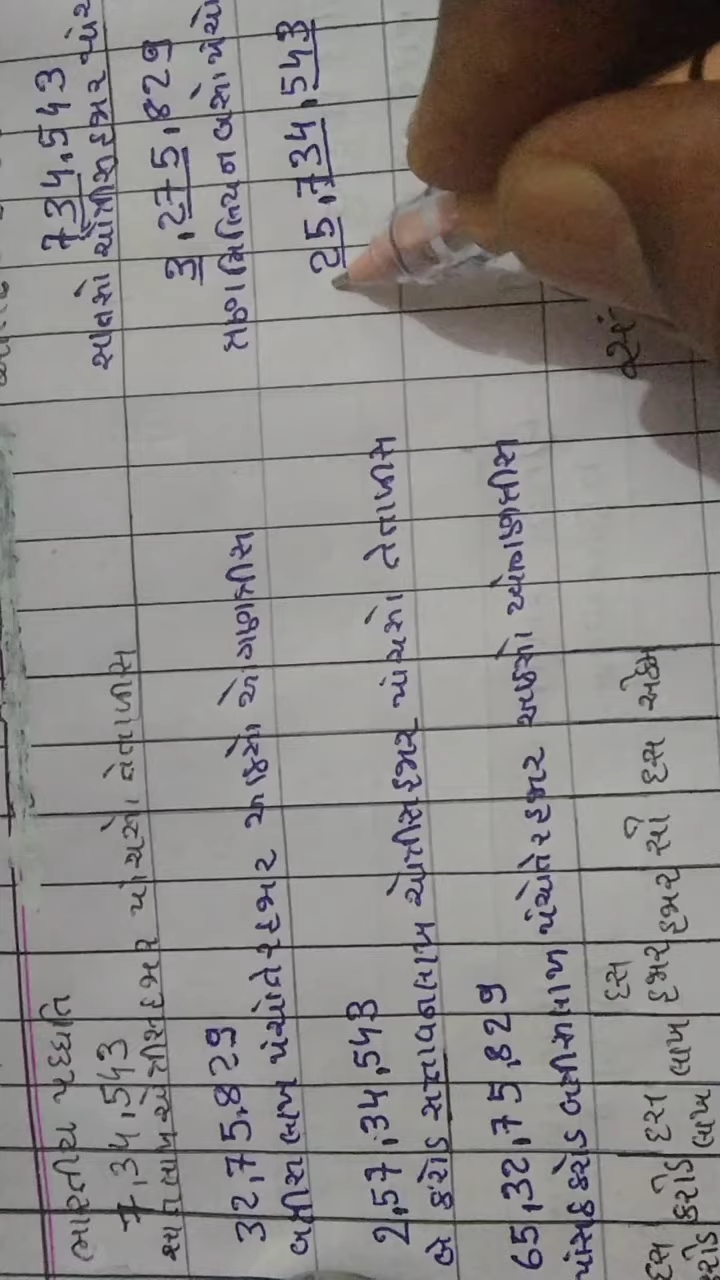 ભારતીય પધ્ધતિ
7,34,543
સાત લાખ ચોત્રીસ હજાર પાંચસો તેતાળીસ
32,75,829
બત્રીસ લાખ પંચોતેર હજાર આઠસો ઓગણત્રીસ
2,57,34,543
બે કરોડ સત્તાવન લાખ ચોત્રીસ હજાર પાંચસો તેતાળીસ
65,32,75,829
પાંસઠ કરોડ બત્રીસ લાખ પંચોતેર હજાર આઠસો ઓગણત્રીસ
દસ કરોડ કરોડ દસ લાખ લાખ દસ હજાર હજાર સો દસ એકમ
734,543
સાતસો ચોત્રીસ હજાર
3,275,829
ત્રણ મિલિયન બસો
25,734,543